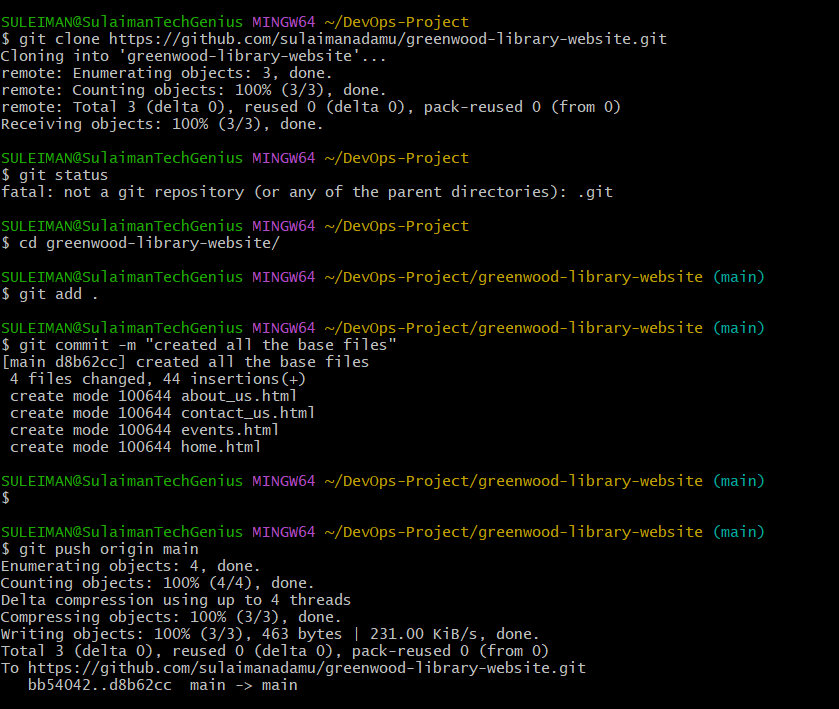 SULEIMAN@SulaimanTechGenius MINGW64 ~/DevOps-Project
$ git clone https://github.com/sulaimanadamu/greenwood-library-website.git
Cloning into 'greenwood-library-website'...
remote: Enumerating objects: 3, done.
remote: Counting objects: 100% (3/3), done.
remote: Total 3 (delta 0), reused 0 (delta 0), pack-reused 0 (from 0)
Receiving objects: 100% (3/3), done.
SULEIMAN@SulaimanTechGenius MINGW64 ~/DevOps-Project
$ git status
fatal: not a git repository (or any of the parent directories): .git
SULEIMAN@SulaimanTechGenius MINGW64 ~/DevOps-Project
$ cd greenwood-library-website/
SULEIMAN@SulaimanTechGenius MINGW64 ~/DevOps-Project/greenwood-library-website (main)
$ git add .
SULEIMAN@SulaimanTechGenius MINGW64 ~/DevOps-Project/greenwood-library-website (main)
$ git commit -m "created all the base files"
[main d8b62cc] created all the base files
 4 files changed, 44 insertions(+)
 create mode 100644 about_us.html
 create mode 100644 contact_us.html
 create mode 100644 events.html
 create mode 100644 home.html
SULEIMAN@SulaimanTechGenius MINGW64 ~/DevOps-Project/greenwood-library-website (main)
$
SULEIMAN@SulaimanTechGenius MINGW64 ~/DevOps-Project/greenwood-library-website (main)
$ git push origin main
Enumerating objects: 4, done.
Counting objects: 100% (4/4), done.
Delta compression using up to 4 threads
Compressing objects: 100% (3/3), done.
Writing objects: 100% (3/3), 463 bytes | 231.00 KiB/s, done.
Total 3 (delta 0), reused 0 (delta 0), pack-reused 0 (from 0)
To https://github.com/sulaimanadamu/greenwood-library-website.git
   bb54042..d8b62cc  main -> main